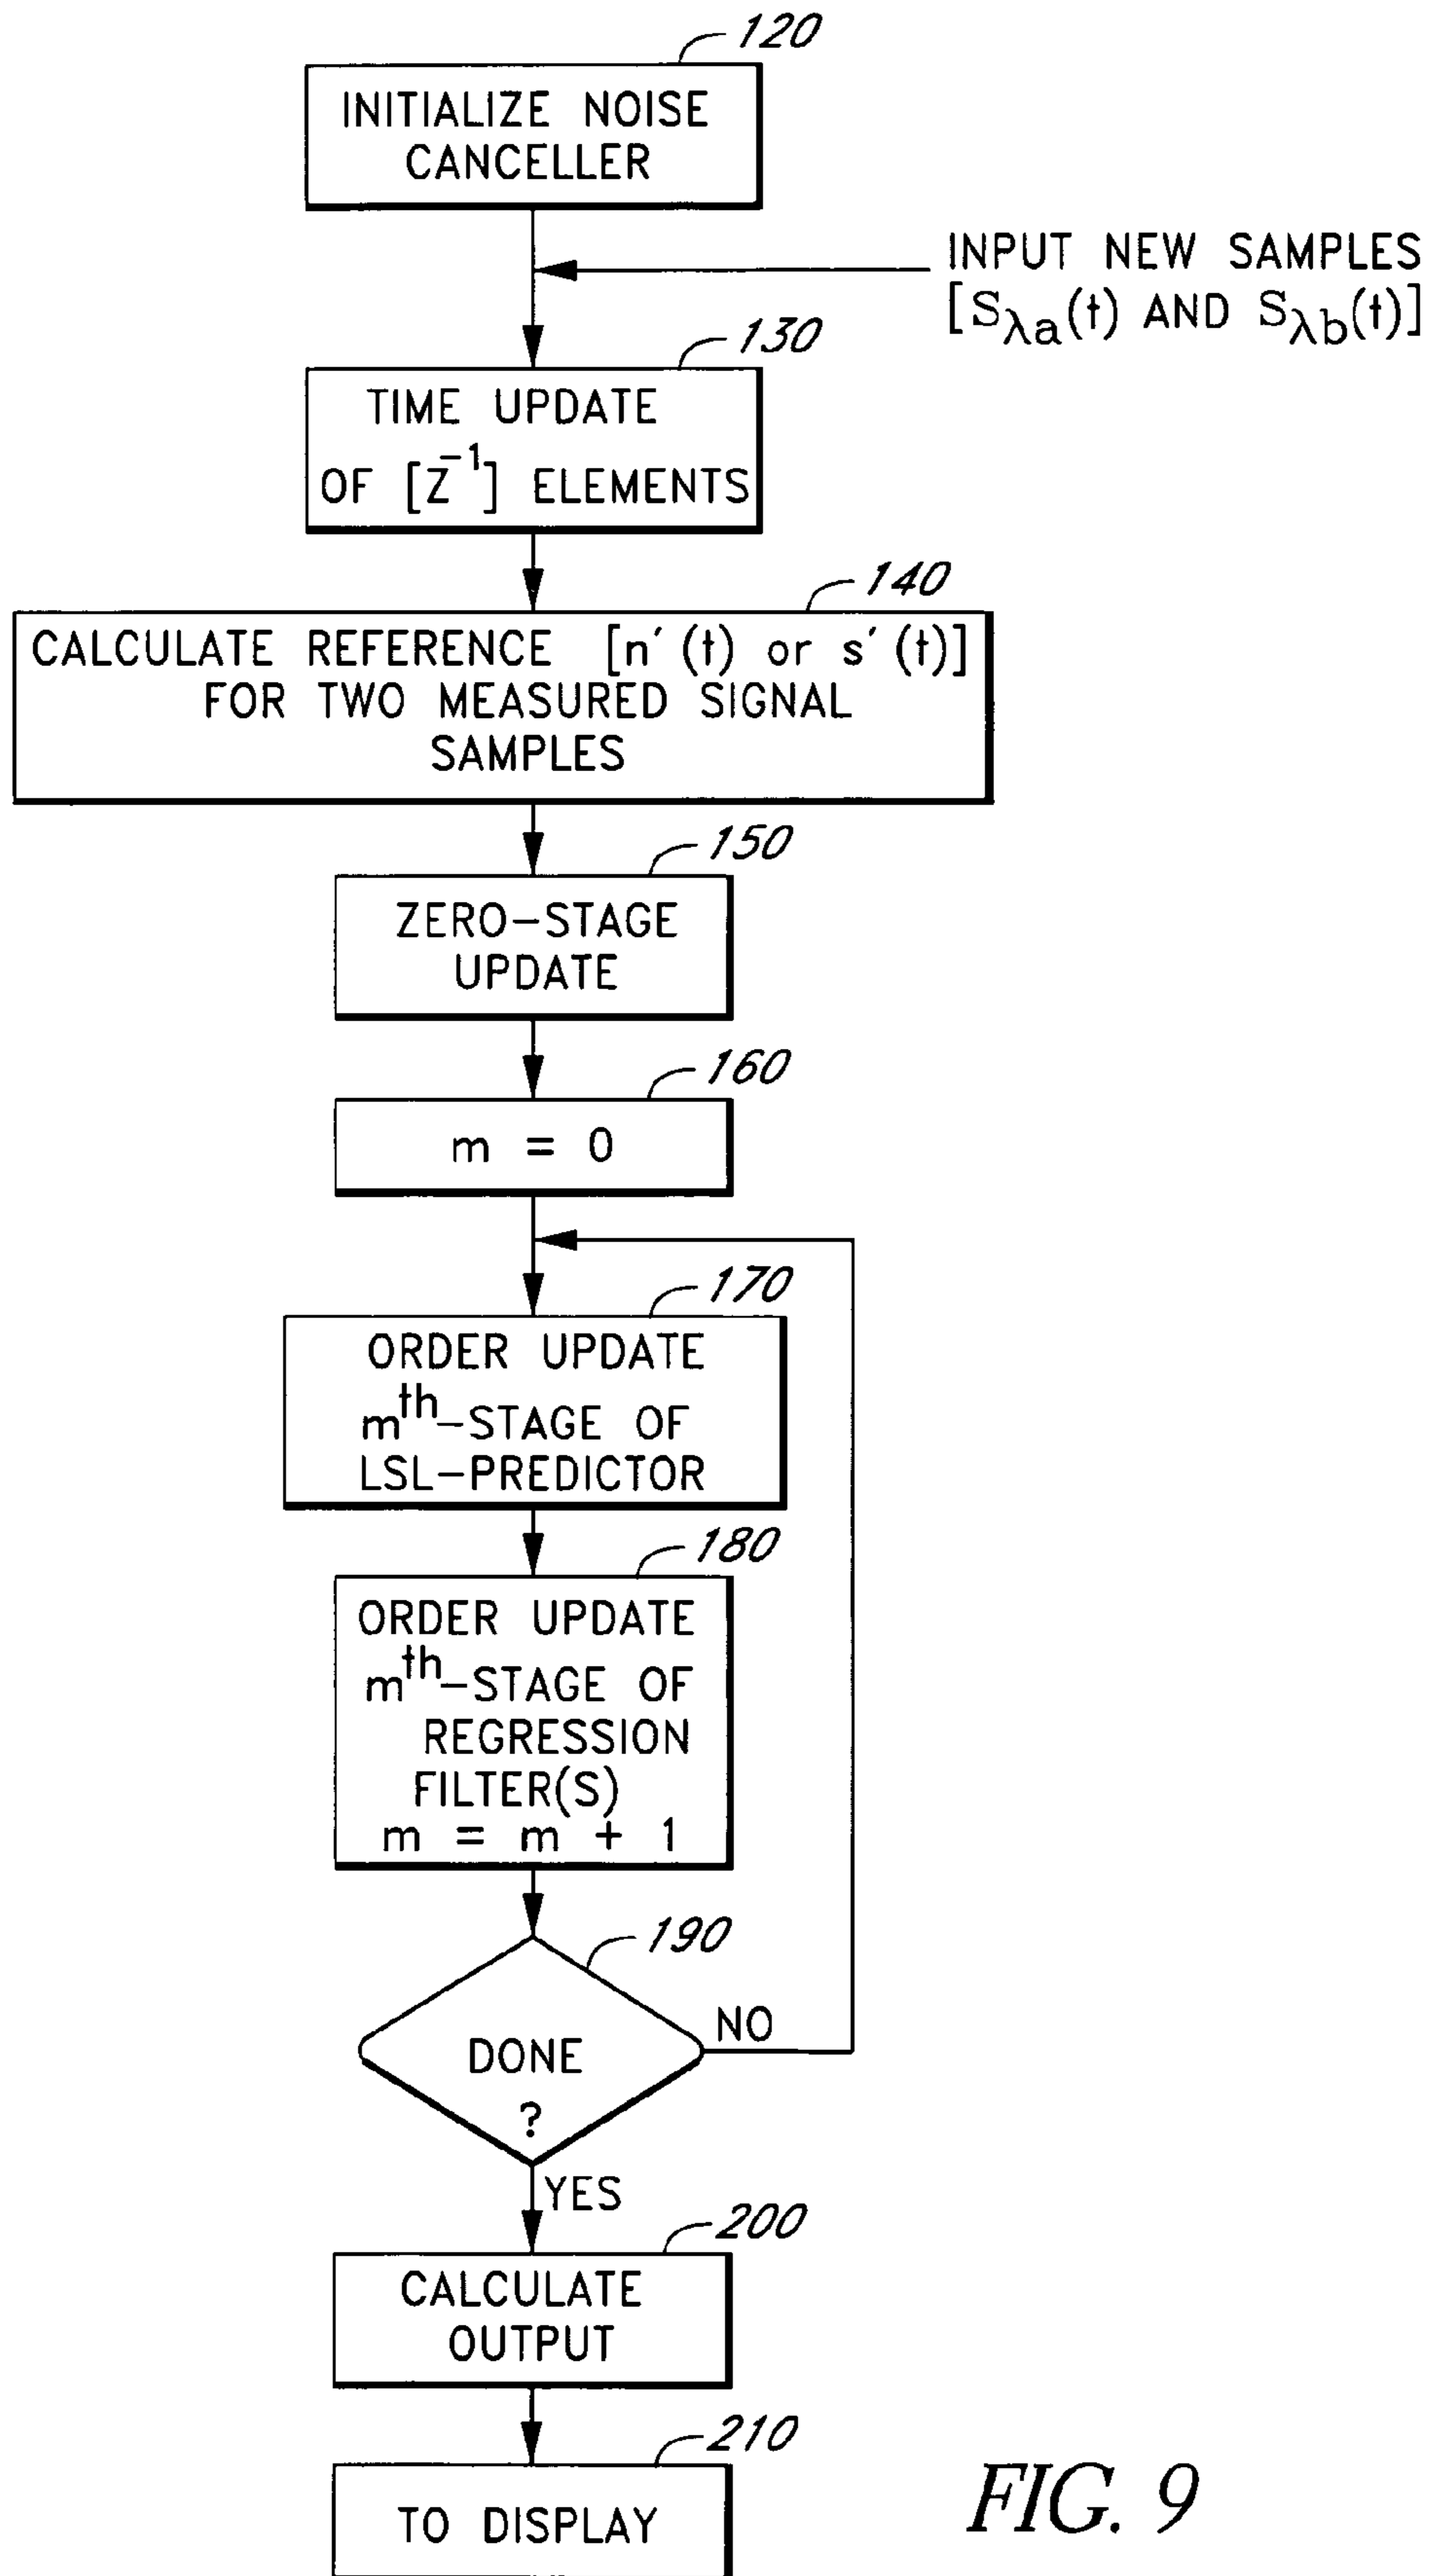 120
INITIALIZE NOISE
CANCELLER
INPUT NEW SAMPLES
[Sλa(t) AND Sλb(t)]
130
TIME UPDATE
OF [Z⁻¹] ELEMENTS
140
CALCULATE REFERENCE [n′(t) or s′(t)]
FOR TWO MEASURED SIGNAL
SAMPLES
150
ZERO-STAGE
UPDATE
160
m = 0
170
ORDER UPDATE
mth-STAGE OF
LSL-PREDICTOR
180
ORDER UPDATE
mth-STAGE OF
REGRESSION
FILTER(S)
m = m + 1
190
DONE
?
NO
YES
200
CALCULATE
OUTPUT
210
TO DISPLAY
FIG. 9